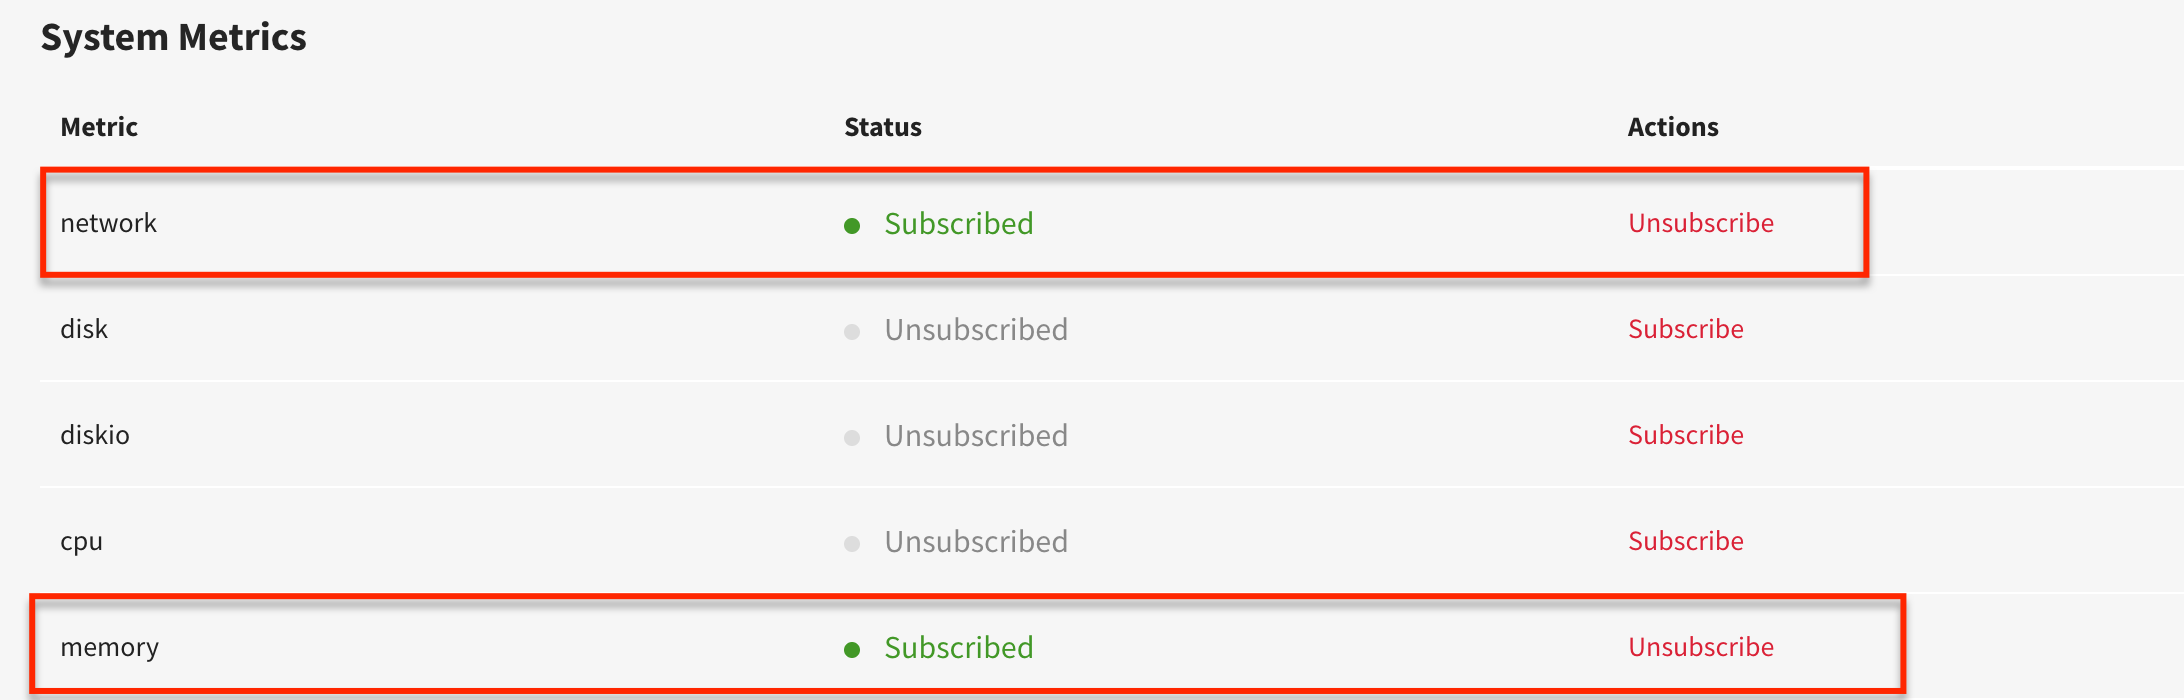 System Metrics
Metric Status Actions
network Subscribed Unsubscribe
disk Unsubscribed Subscribe
diskio Unsubscribed Subscribe
cpu Unsubscribed Subscribe
memory Subscribed Unsubscribe